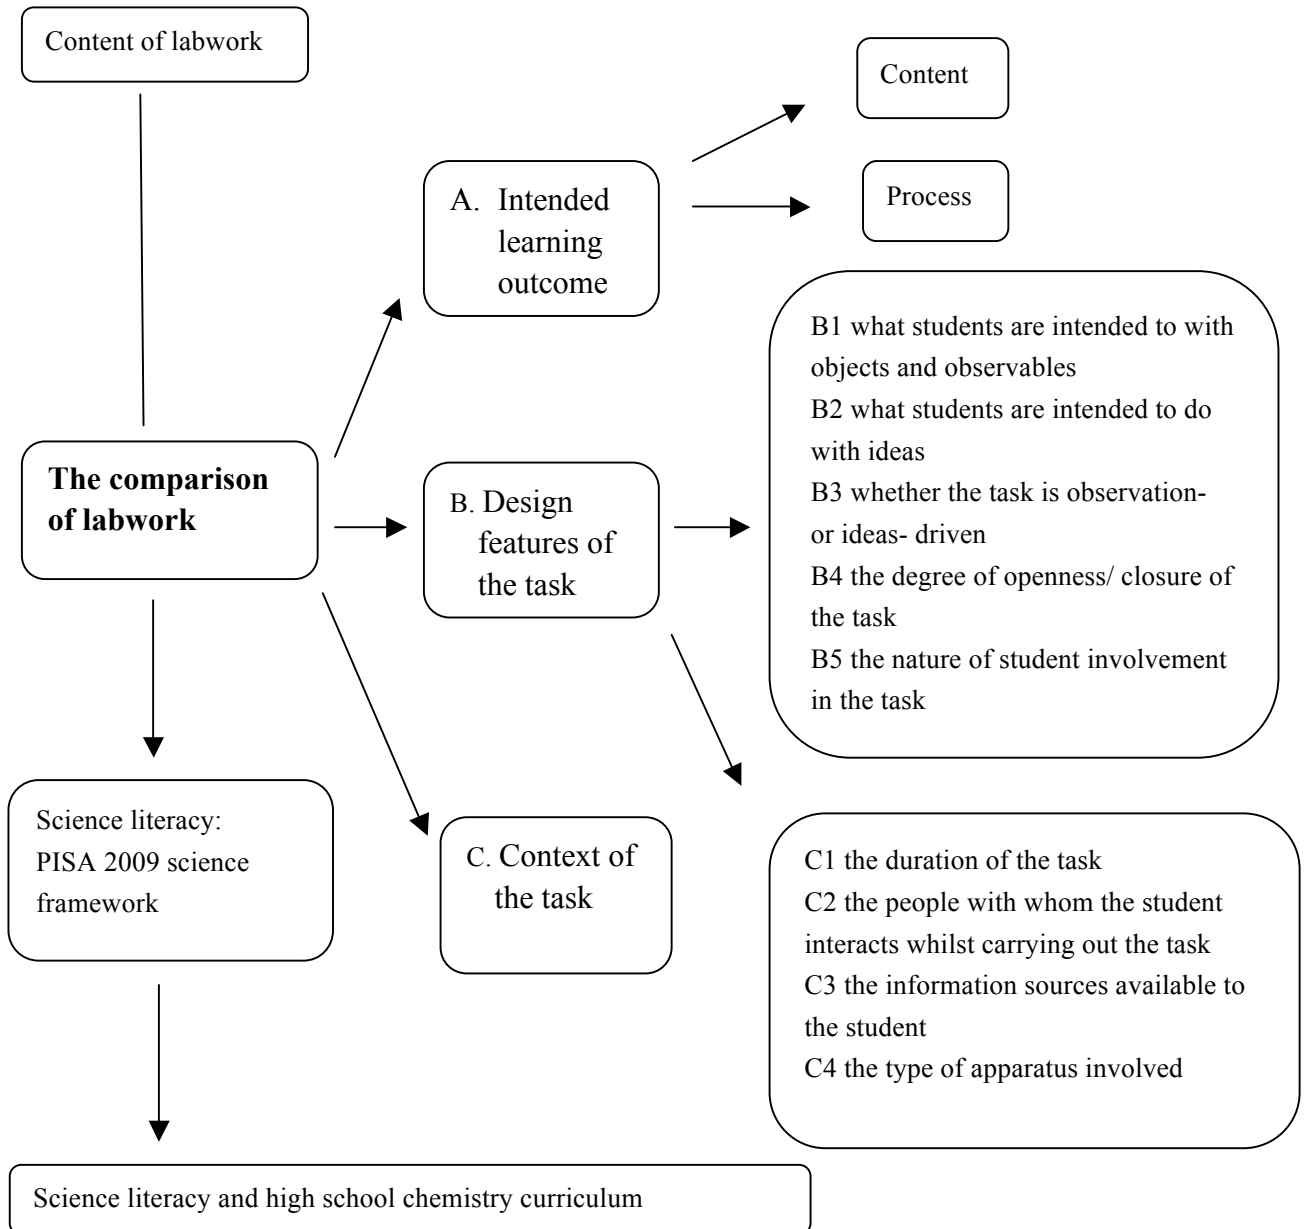 Content of labwork
Content
Process
A. Intended
learning
outcome
B1 what students are intended to with
objects and observables
B2 what students are intended to do
with ideas
B3 whether the task is observation-
or ideas- driven
B4 the degree of openness/ closure of
the task
B5 the nature of student involvement
in the task
The comparison
of labwork
B. Design
features of
the task
Science literacy:
PISA 2009 science
framework
C. Context of
the task
C1 the duration of the task
C2 the people with whom the student
interacts whilst carrying out the task
C3 the information sources available to
the student
C4 the type of apparatus involved
Science literacy and high school chemistry curriculum